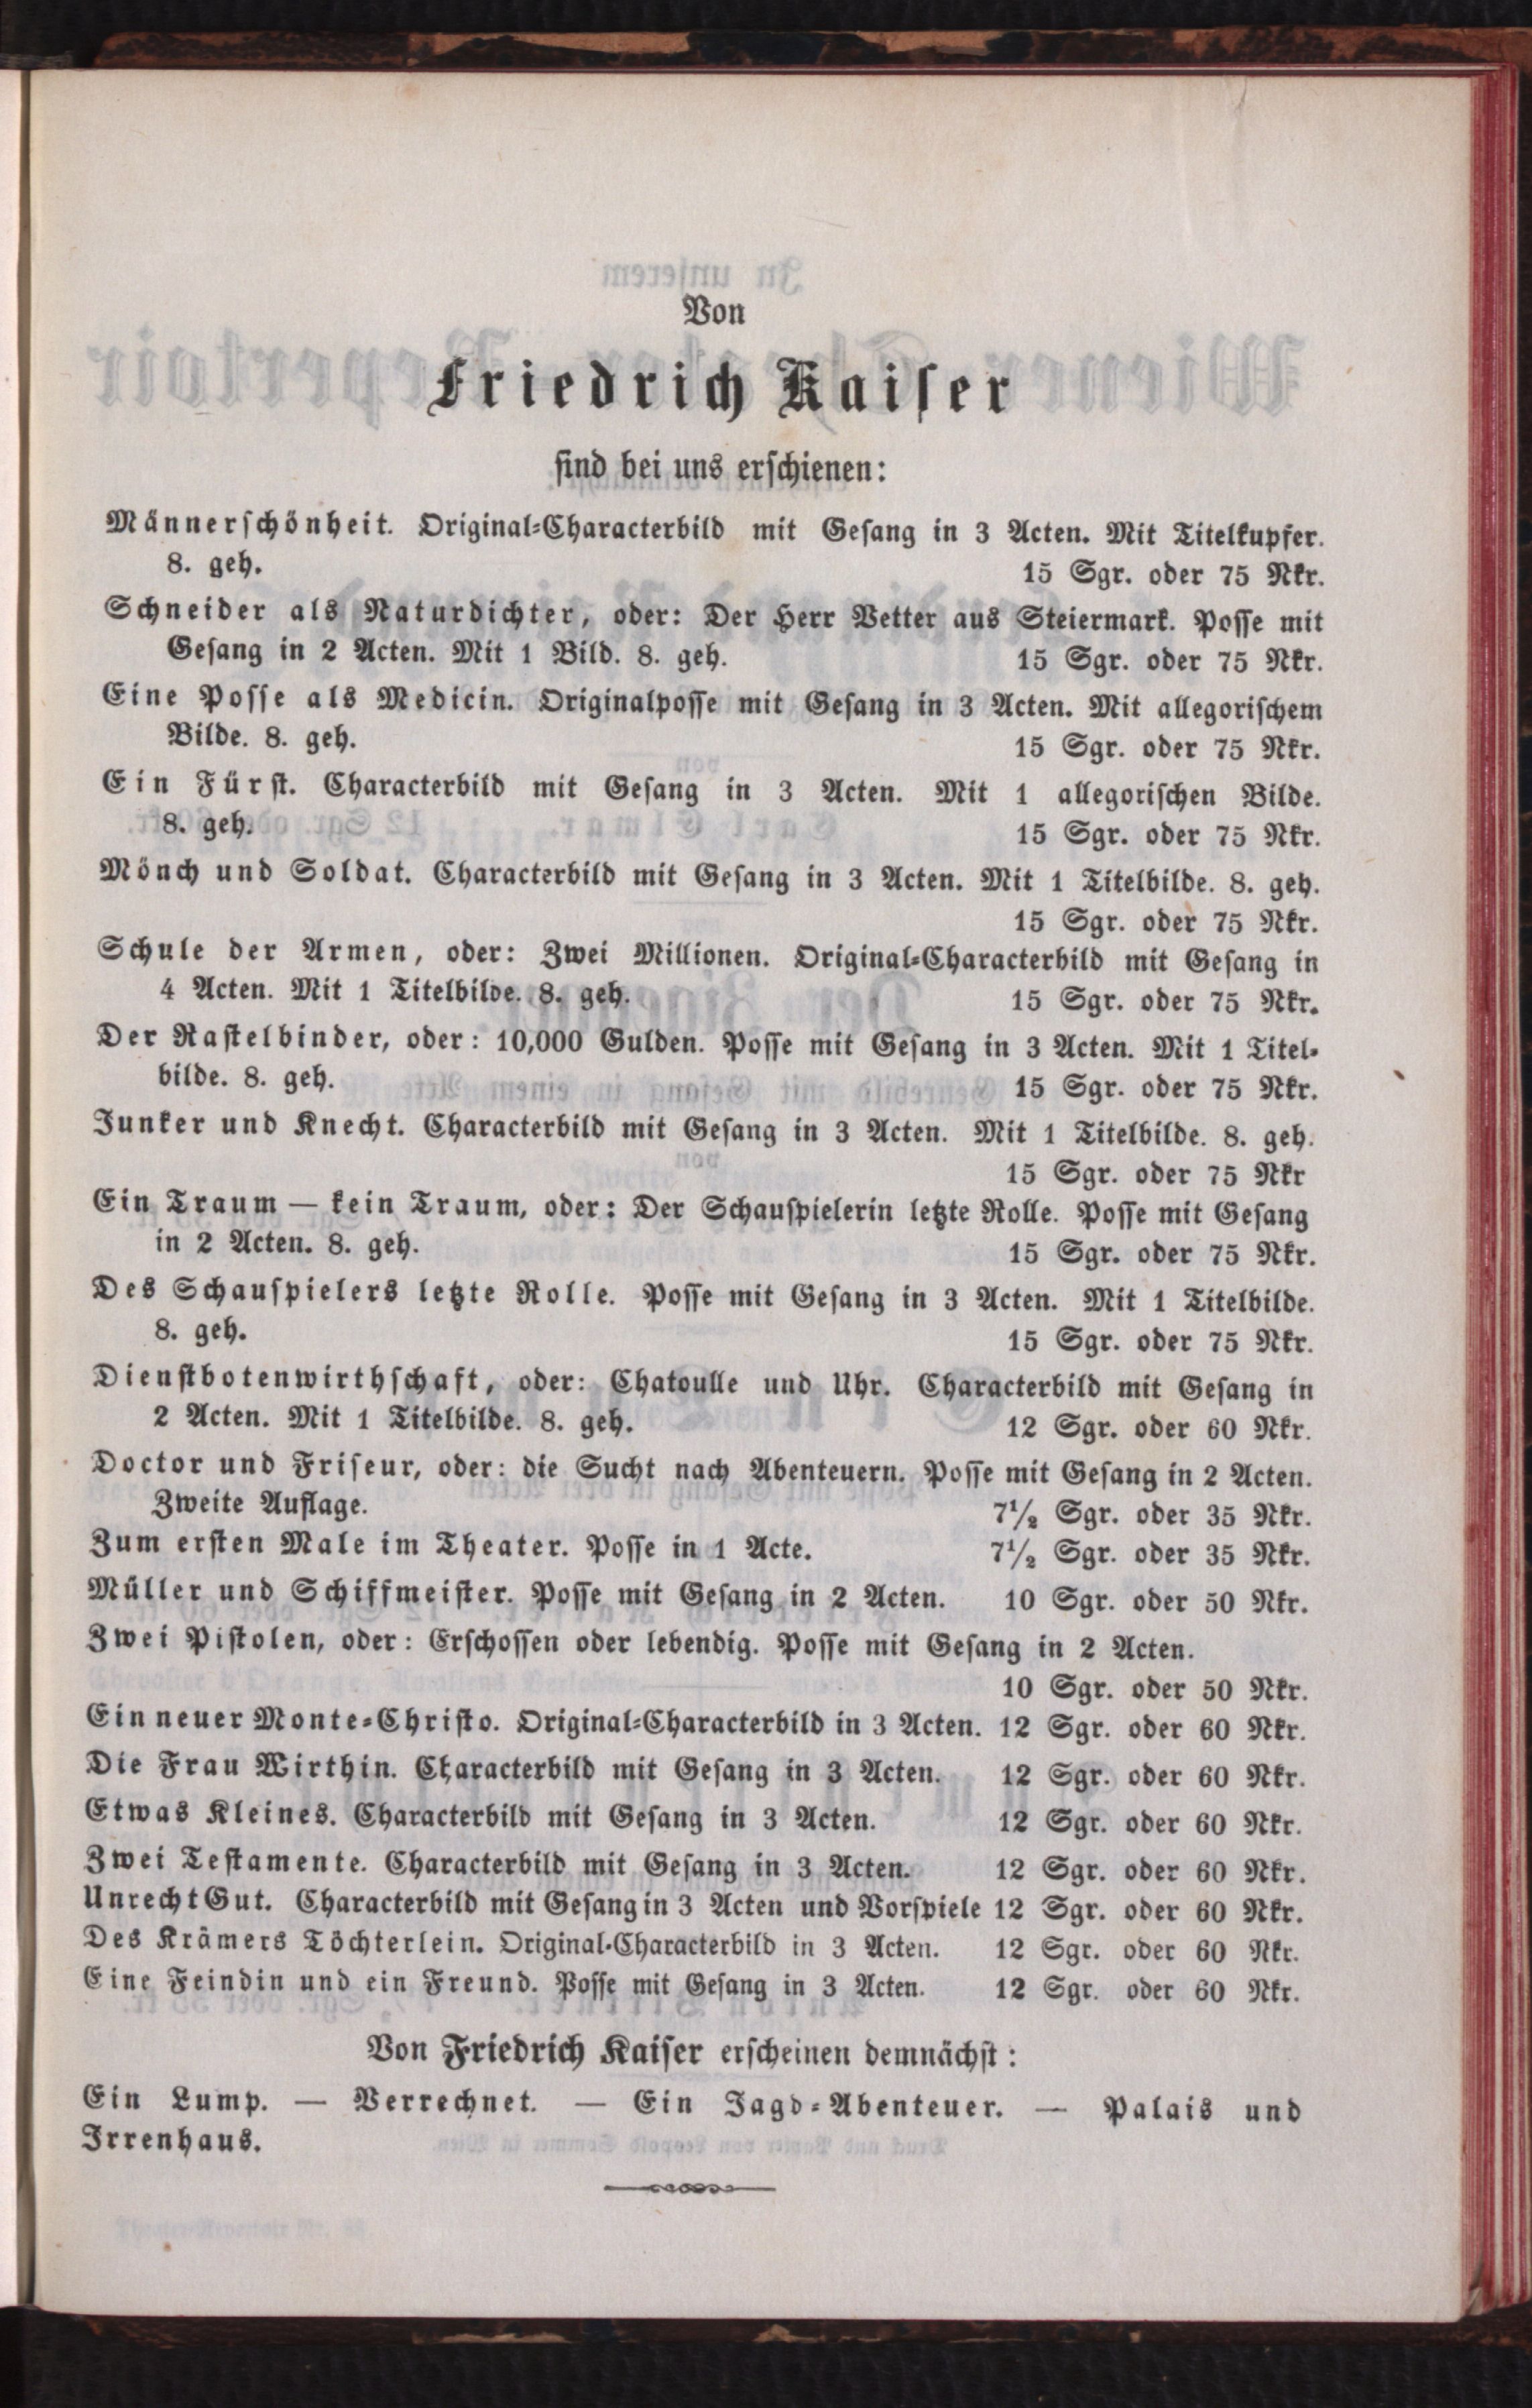 Von
Friedrich Kaiser
sind bei uns erschienen:
Männerschönheit. Original-Characterbild mit Gesang in 3 Acten. Mit Titelkupfer.
8. geh. 15 Sgr. oder 75 Nkr.
Schneider als Naturdichter, oder: Der Herr Vetter aus Steiermark. Posse mit
Gesang in 2 Acten. Mit 1 Bild. 8. geh. 15 Sgr. oder 75 Nkr.
Eine Posse als Medicin. Originalposse mit Gesang in 3 Acten. Mit allegorischem
Bilde. 8. geh. 15 Sgr. oder 75 Nkr.
Ein Fürst. Characterbild mit Gesang in 3 Acten. Mit 1 allegorischen Bilde.
8. geh. 15 Sgr. oder 75 Nkr.
Mönch und Soldat. Characterbild mit Gesang in 3 Acten. Mit 1 Titelbilde. 8. geh.
15 Sgr. oder 75 Nkr.
Schule der Armen, oder: Zwei Millionen. Original-Characterbild mit Gesang in
4 Acten. Mit 1 Titelbilde. 8. geh. 15 Sgr. oder 75 Nkr.
Der Rastelbinder, oder: 10,000 Gulden. Posse mit Gesang in 3 Acten. Mit 1 Titel-
bilde. 8. geh. 15 Sgr. oder 75 Nkr.
Junker und Knecht. Characterbild mit Gesang in 3 Acten. Mit 1 Titelbilde. 8. geh.
15 Sgr. oder 75 Nkr
Ein Traum — kein Traum, oder: Der Schauspielerin letzte Rolle. Posse mit Gesang
in 2 Acten. 8. geh. 15 Sgr. oder 75 Nkr.
Des Schauspielers letzte Rolle. Posse mit Gesang in 3 Acten. Mit 1 Titelbilde.
8. geh. 15 Sgr. oder 75 Nkr.
Dienstbotenwirthschaft, oder: Chatoulle und Uhr. Characterbild mit Gesang in
2 Acten. Mit 1 Titelbilde. 8. geh. 12 Sgr. oder 60 Nkr.
Doctor und Friseur, oder: die Sucht nach Abenteuern. Posse mit Gesang in 2 Acten.
Zweite Auflage. 7½ Sgr. oder 35 Nkr.
Zum ersten Male im Theater. Posse in 1 Acte. 7½ Sgr. oder 35 Nkr.
Müller und Schiffmeister. Posse mit Gesang in 2 Acten. 10 Sgr. oder 50 Nkr.
Zwei Pistolen, oder: Erschossen oder lebendig. Posse mit Gesang in 2 Acten.
10 Sgr. oder 50 Nkr.
Ein neuer Monte-Christo. Original-Characterbild in 3 Acten. 12 Sgr. oder 60 Nkr.
Die Frau Wirthin. Characterbild mit Gesang in 3 Acten. 12 Sgr. oder 60 Nkr.
Etwas Kleines. Characterbild mit Gesang in 3 Acten. 12 Sgr. oder 60 Nkr.
Zwei Testamente. Characterbild mit Gesang in 3 Acten. 12 Sgr. oder 60 Nkr.
Unrecht Gut. Characterbild mit Gesang in 3 Acten und Vorspiele 12 Sgr. oder 60 Nkr.
Des Krämers Töchterlein. Original-Characterbild in 3 Acten. 12 Sgr. oder 60 Nkr.
Eine Feindin und ein Freund. Posse mit Gesang in 3 Acten. 12 Sgr. oder 60 Nkr.
Von Friedrich Kaiser erscheinen demnächst:
Ein Lump. — Verrechnet. — Ein Jagd-Abenteuer. — Palais und
Irrenhaus.